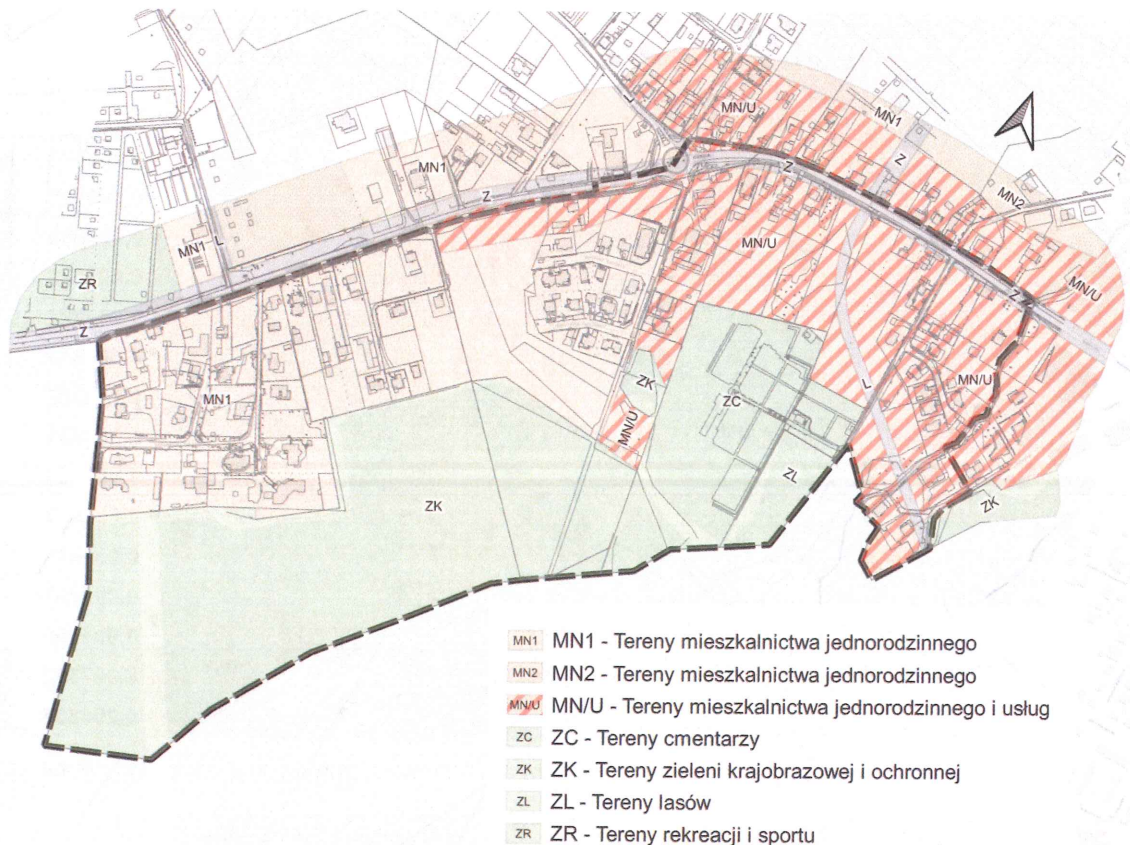 MN/U
MN1
L
Z
MN1
Z
Z
MN2
MN1
L
MN/U
ZR
MN/U
Z
Z
ZK
L
MN/U
MN1
ZC
MN/U
ZL
ZK
ZK
MN1 MN1 - Tereny mieszkalnictwa jednorodzinnego
MN2 MN2 - Tereny mieszkalnictwa jednorodzinnego
MN/U MN/U - Tereny mieszkalnictwa jednorodzinnego i usług
ZC ZC - Tereny cmentarzy
ZK ZK - Tereny zieleni krajobrazowej i ochronnej
ZL ZL - Tereny lasów
ZR ZR - Tereny rekreacji i sportu